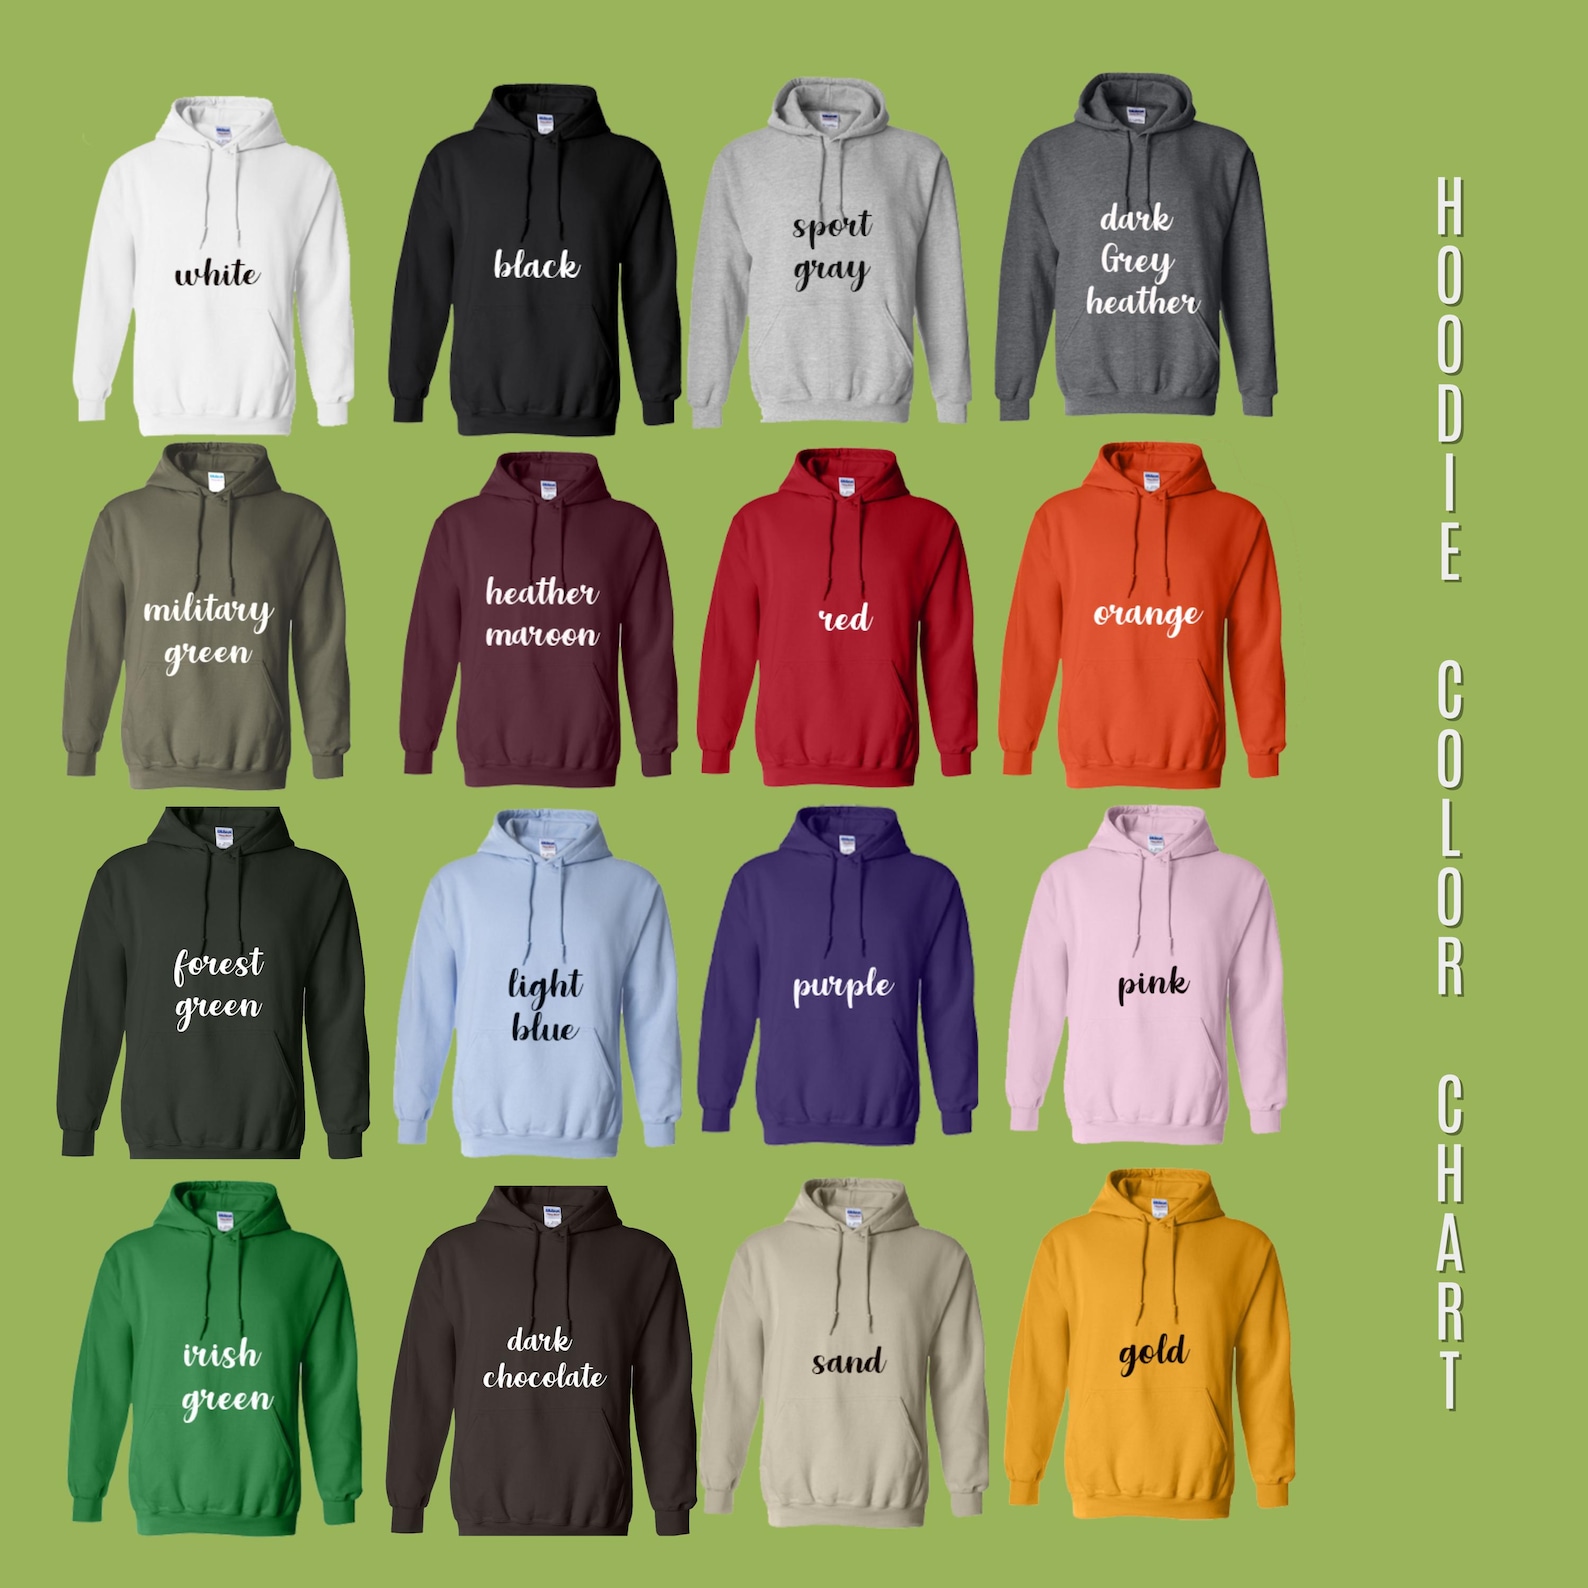 white
black
sport
gray
dark
Grey
heather
military
green
heather
maroon
red
orange
forest
green
light
blue
purple
pink
irish
green
dark
chocolate
sand
gold
HOODIE COLOR CHART